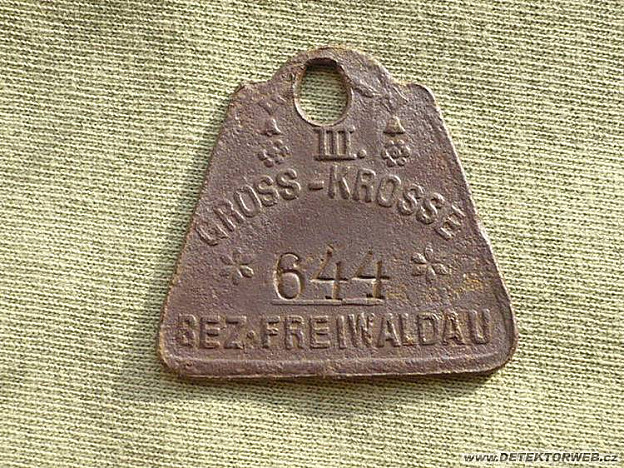 III.
GROSS-KROSSE
* 644 *
BEZ·FREIWALDAU
www.DETEKTORWEB.cz